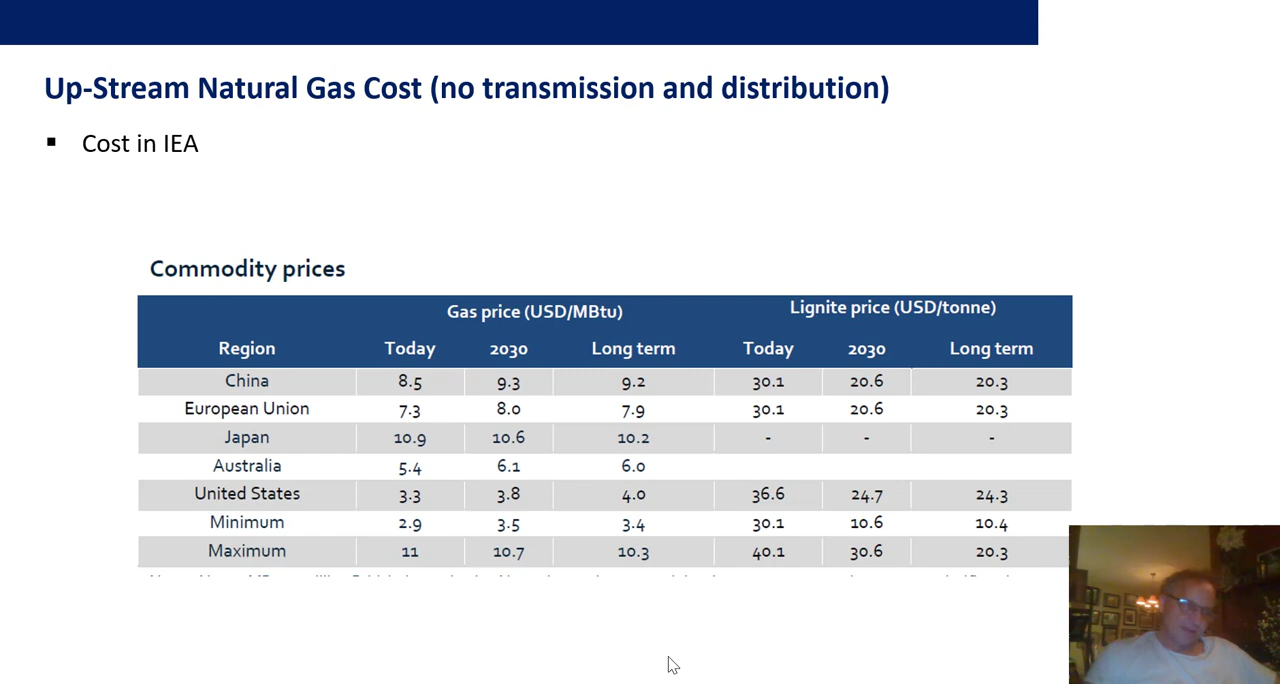 Up-Stream Natural Gas Cost (no transmission and distribution)
▪ Cost in IEA
Commodity prices
Gas price (USD/MBtu) Lignite price (USD/tonne)
Region Today 2030 Long term Today 2030 Long term
China 8.5 9.3 9.2 30.1 20.6 20.3
European Union 7.3 8.0 7.9 30.1 20.6 20.3
Japan 10.9 10.6 10.2 - - -
Australia 5.4 6.1 6.0
United States 3.3 3.8 4.0 36.6 24.7 24.3
Minimum 2.9 3.5 3.4 30.1 10.6 10.4
Maximum 11 10.7 10.3 40.1 30.6 20.3